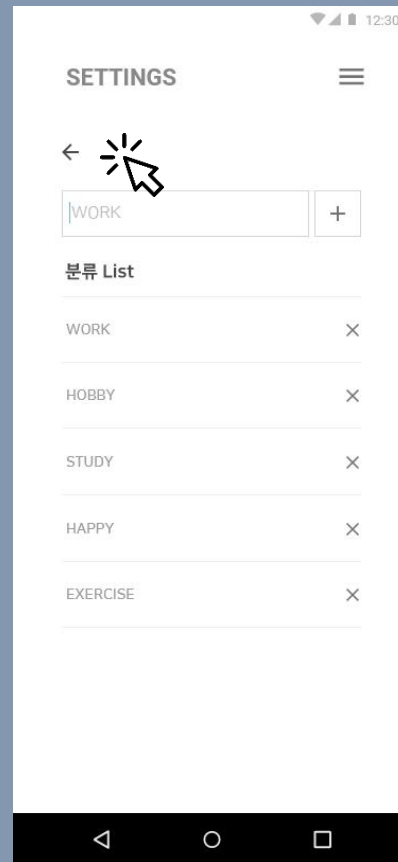 12:30
SETTINGS
WORK
분류 List
WORK
HOBBY
STUDY
HAPPY
EXERCISE